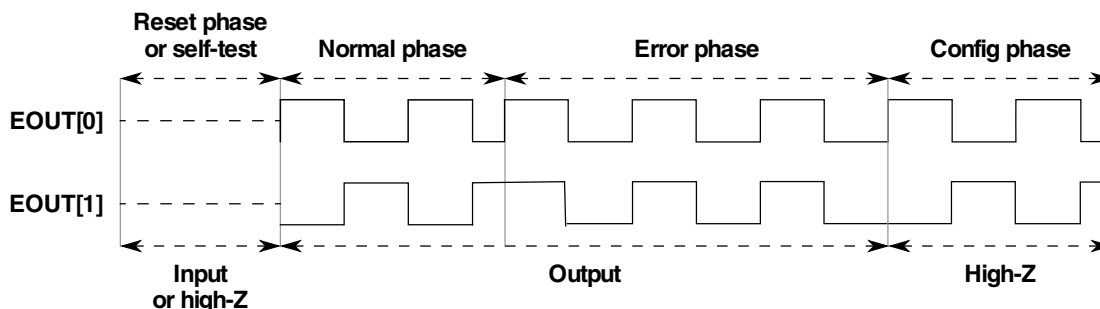 Reset phase
or self-test
Normal phase
Error phase
Config phase
EOUT[0]
EOUT[1]
Input
or high-Z
Output
High-Z